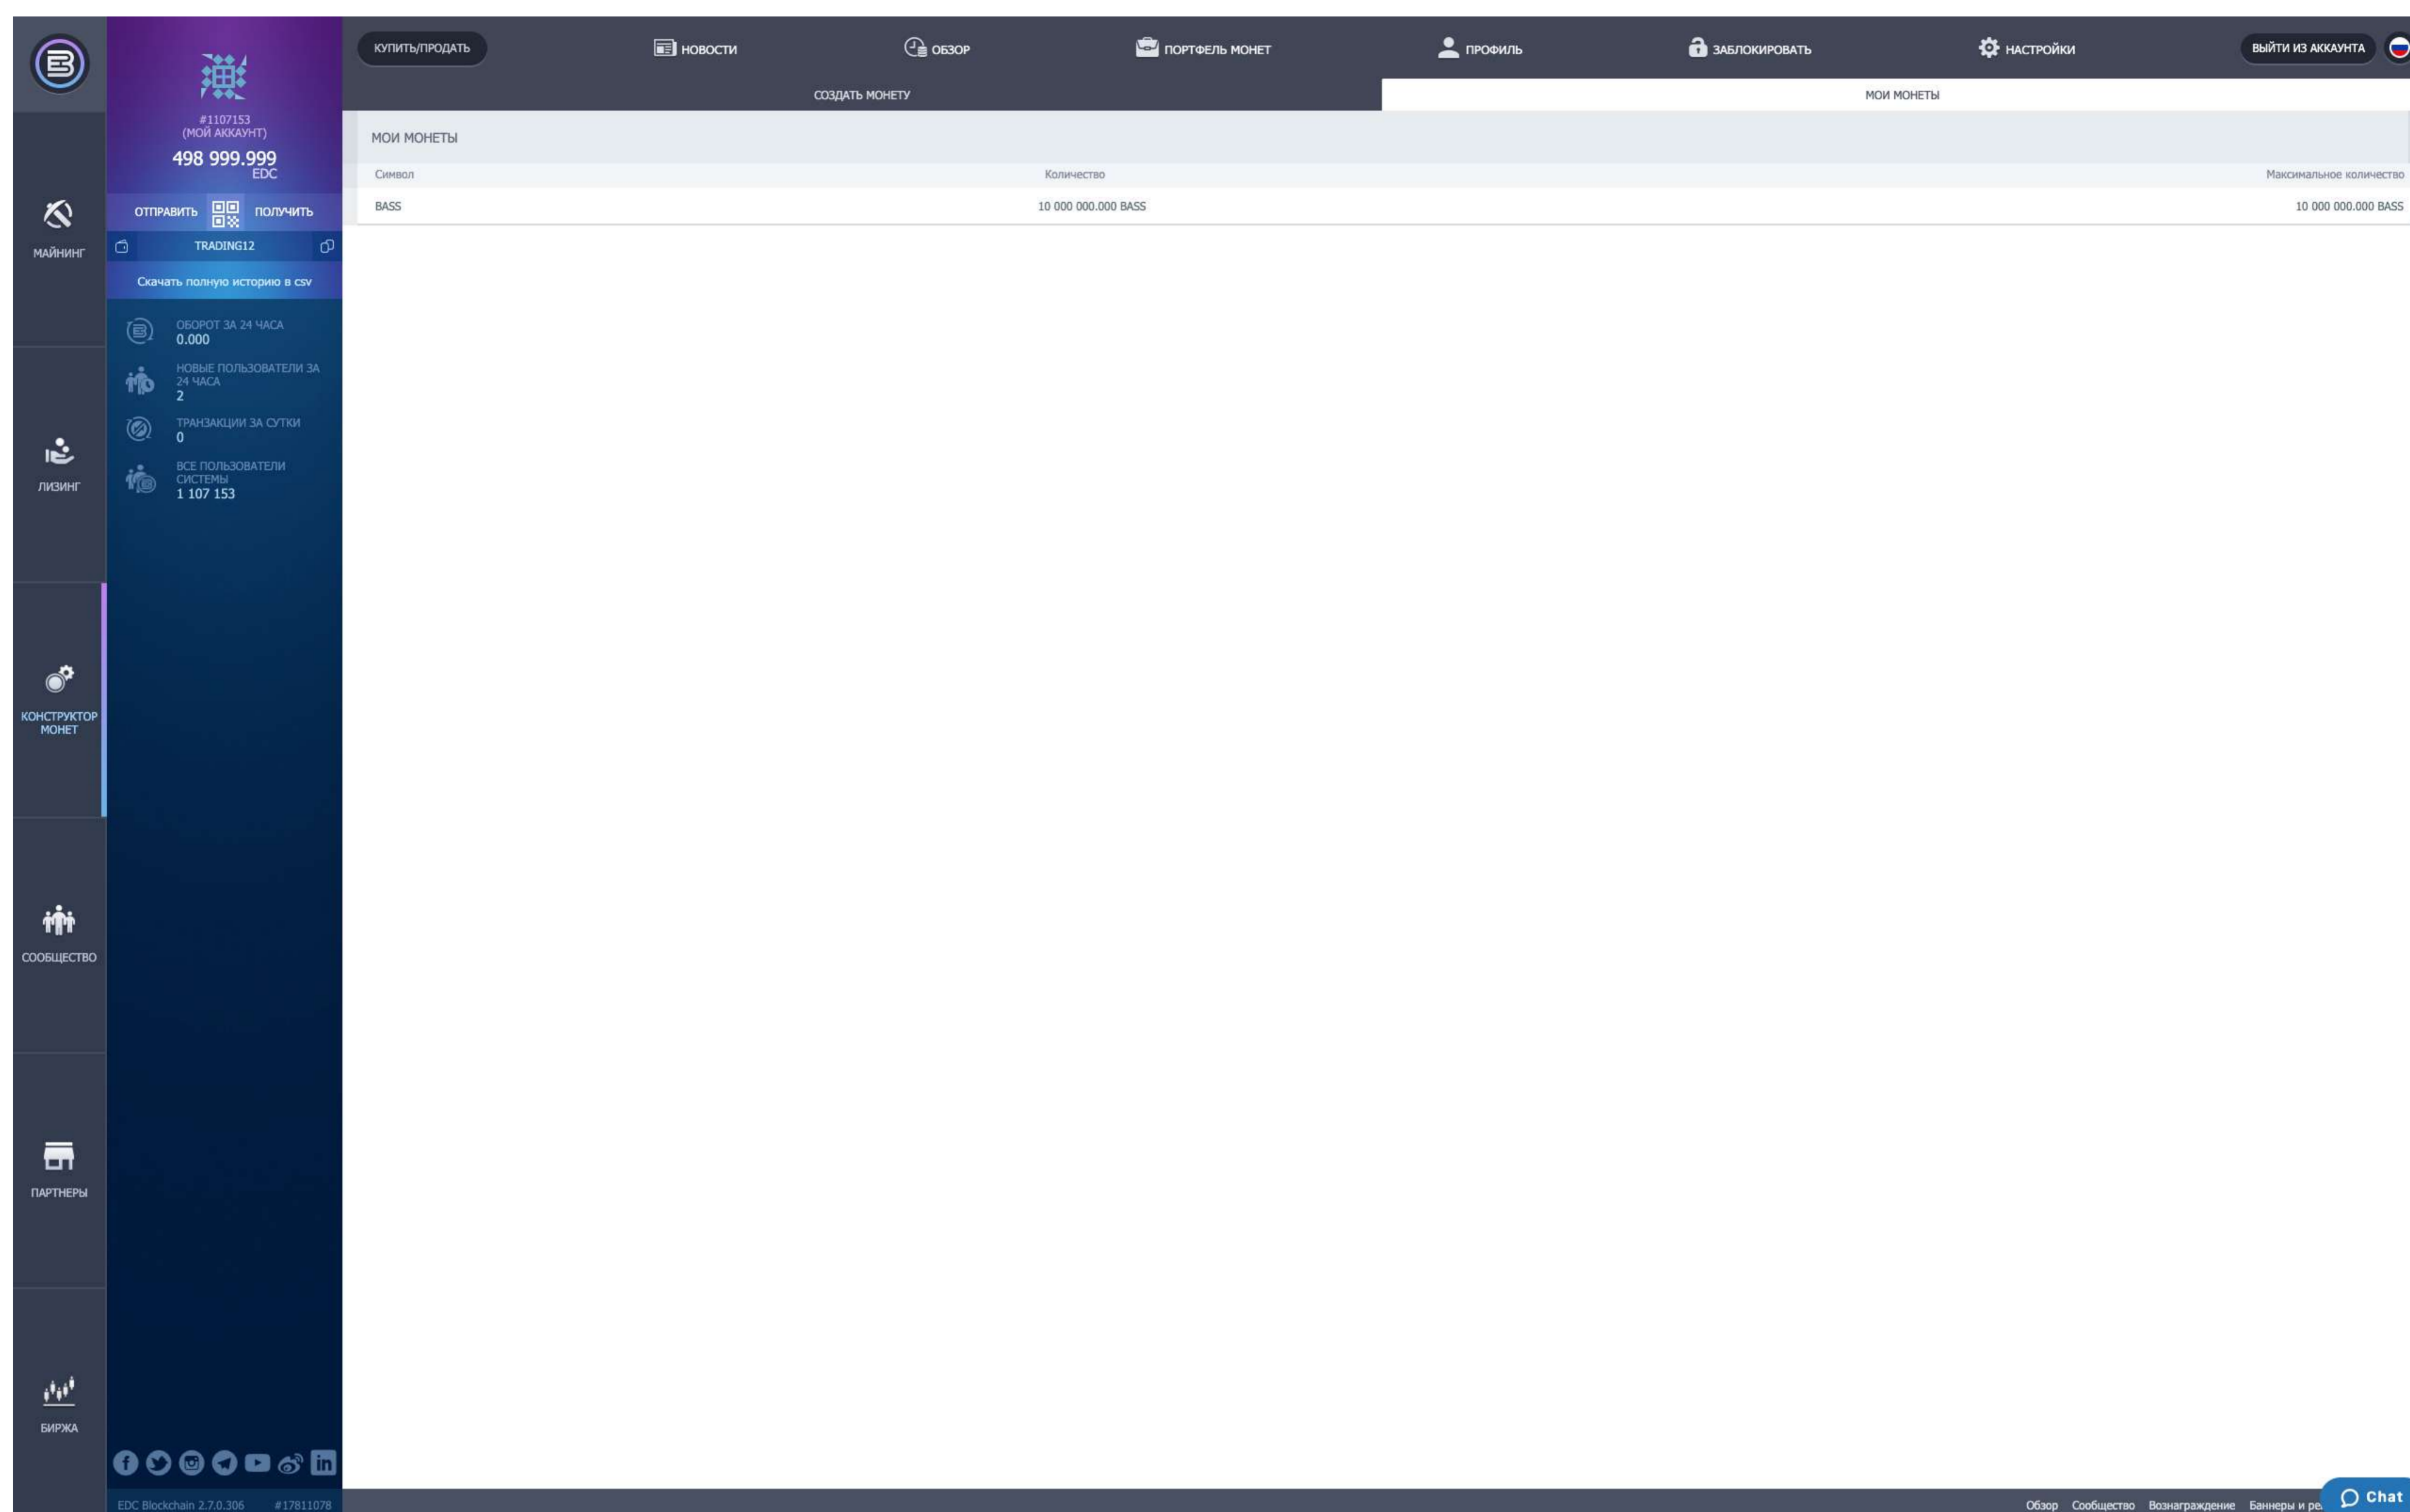 КУПИТЬ/ПРОДАТЬ
НОВОСТИ
ОБЗОР
ПОРТФЕЛЬ МОНЕТ
ПРОФИЛЬ
ЗАБЛОКИРОВАТЬ
НАСТРОЙКИ
ВЫЙТИ ИЗ АККАУНТА
СОЗДАТЬ МОНЕТУ
МОИ МОНЕТЫ
МАЙНИНГ
ЛИЗИНГ
КОНСТРУКТОР
МОНЕТ
СООБЩЕСТВО
ПАРТНЕРЫ
БИРЖА
#1107153
(МОЙ АККАУНТ)
498 999.999
EDC
ОТПРАВИТЬ
ПОЛУЧИТЬ
TRADING12
Скачать полную историю в csv
ОБОРОТ ЗА 24 ЧАСА
0.000
НОВЫЕ ПОЛЬЗОВАТЕЛИ ЗА
24 ЧАСА
2
ТРАНЗАКЦИИ ЗА СУТКИ
0
ВСЕ ПОЛЬЗОВАТЕЛИ
СИСТЕМЫ
1 107 153
EDC Blockchain 2.7.0.306 #17811078
МОИ МОНЕТЫ
Символ Количество Максимальное количество
BASS 10 000 000.000 BASS 10 000 000.000 BASS
Обзор Сообщество Вознаграждение Баннеры и
Chat